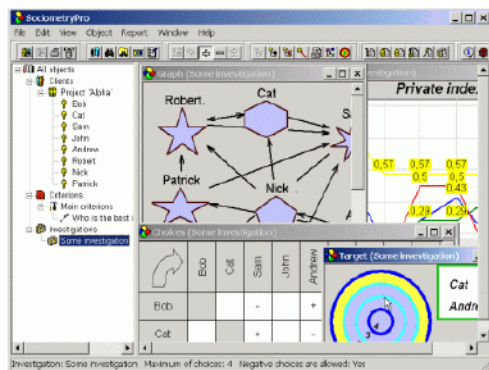 SociometryPro
File Edit View Object Report Window Help
All objects
Clients
Project 'Alpha'
Bob
Cat
Sam
John
Andrew
Robert
Nick
Patrick
Criterions
Main criterions
Who is the best
Investigations
Some investigation
Graph (Some investigation)
Robert.
Cat
Patrick
Nick
Private inde
0,57 0,57 0,57
0,5 0,5
0.43
0.29 0.29
Choices (Some investigation)
Bob
Cat
Sam
John
Andrew
Bob - +
Cat + -
Target (Some investigation)
Cat
Andre
3 4
Investigation: Some investigation Maximum of choices: 4 Negative choices are allowed: Yes